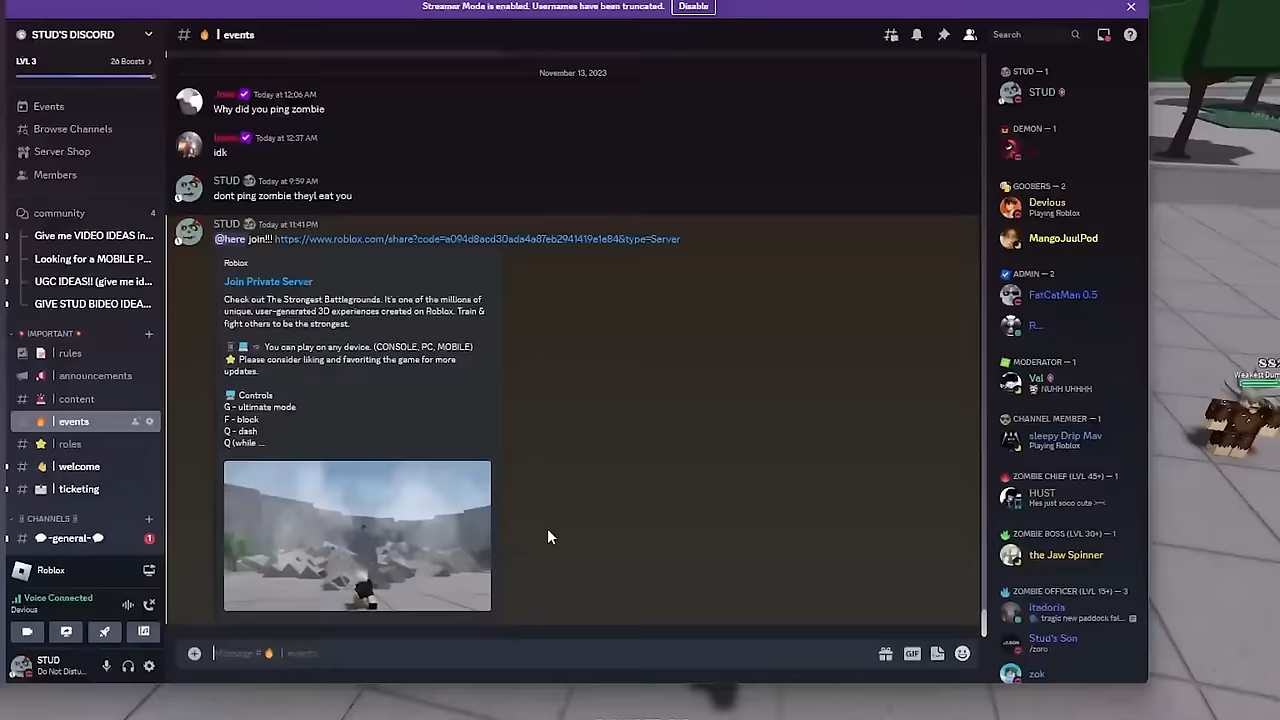 Streamer Mode is enabled. Usernames have been truncated. Disable
STUD'S DISCORD
LVL 3 26 Boosts
Events
Browse Channels
Server Shop
Members
community 4
Give me VIDEO IDEAS in...
Looking for a MOBILE P...
UGC IDEAS!! (give me id...
GIVE STUD BIDEO IDEA...
IMPORTANT
rules
announcements
content
events
roles
welcome
ticketing
CHANNELS
-general-
1
Roblox
Voice Connected
Devious
STUD
Do Not Distu...
# events
Search
November 13, 2023
Today at 12:06 AM
Why did you ping zombie
Today at 12:37 AM
idk
STUD Today at 9:59 AM
dont ping zombie theyl eat you
STUD Today at 11:41 PM
@here join!!! https://www.roblox.com/share?code=a094d8acd30ada4a87eb2941419e1e84&type=Server
Roblox
Join Private Server
Check out The Strongest Battlegrounds. It's one of the millions of
unique, user-generated 3D experiences created on Roblox. Train &
fight others to be the strongest.
You can play on any device. (CONSOLE, PC, MOBILE)
Please consider liking and favoriting the game for more
updates.
Controls
G - ultimate mode
F - block
Q - dash
Q (while ...
Message # | events
GIF
STUD — 1
STUD
DEMON — 1
GOOBERS — 2
Devious
Playing Roblox
MangoJuulPod
ADMIN — 2
FatCatMan 0.5
R...
MODERATOR — 1
Val
NUHH UHHHH
CHANNEL MEMBER — 1
sleepy Drip Mav
Playing Roblox
ZOMBIE CHIEF (LVL 45+) — 1
HUST
Hes just sooo cute >~<
ZOMBIE BOSS (LVL 30+) — 1
the Jaw Spinner
ZOMBIE OFFICER (LVL 15+) — 3
itadoria
tragic new paddock fal...
Stud's Son
/zoro
zak